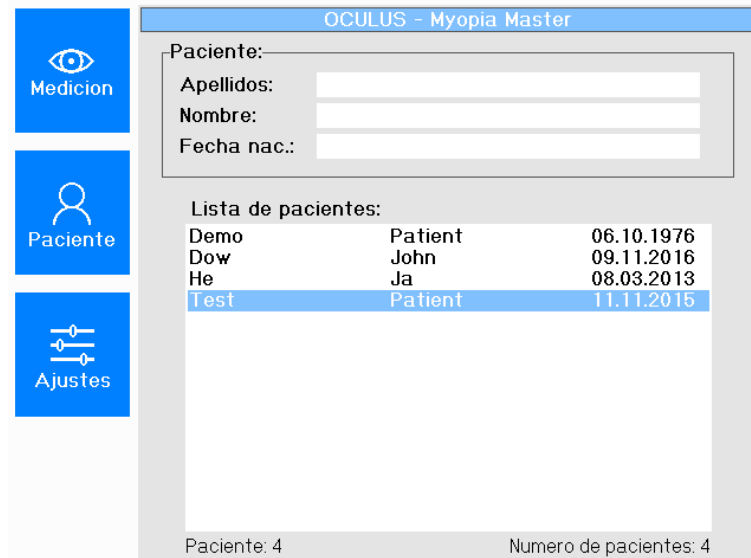 OCULUS - Myopia Master
Medicion
Paciente
Ajustes
Paciente:
Apellidos:
Nombre:
Fecha nac.:
Lista de pacientes:
Demo Patient 06.10.1976
Dow John 09.11.2016
He Ja 08.03.2013
Test Patient 11.11.2015
Paciente: 4 Numero de pacientes: 4